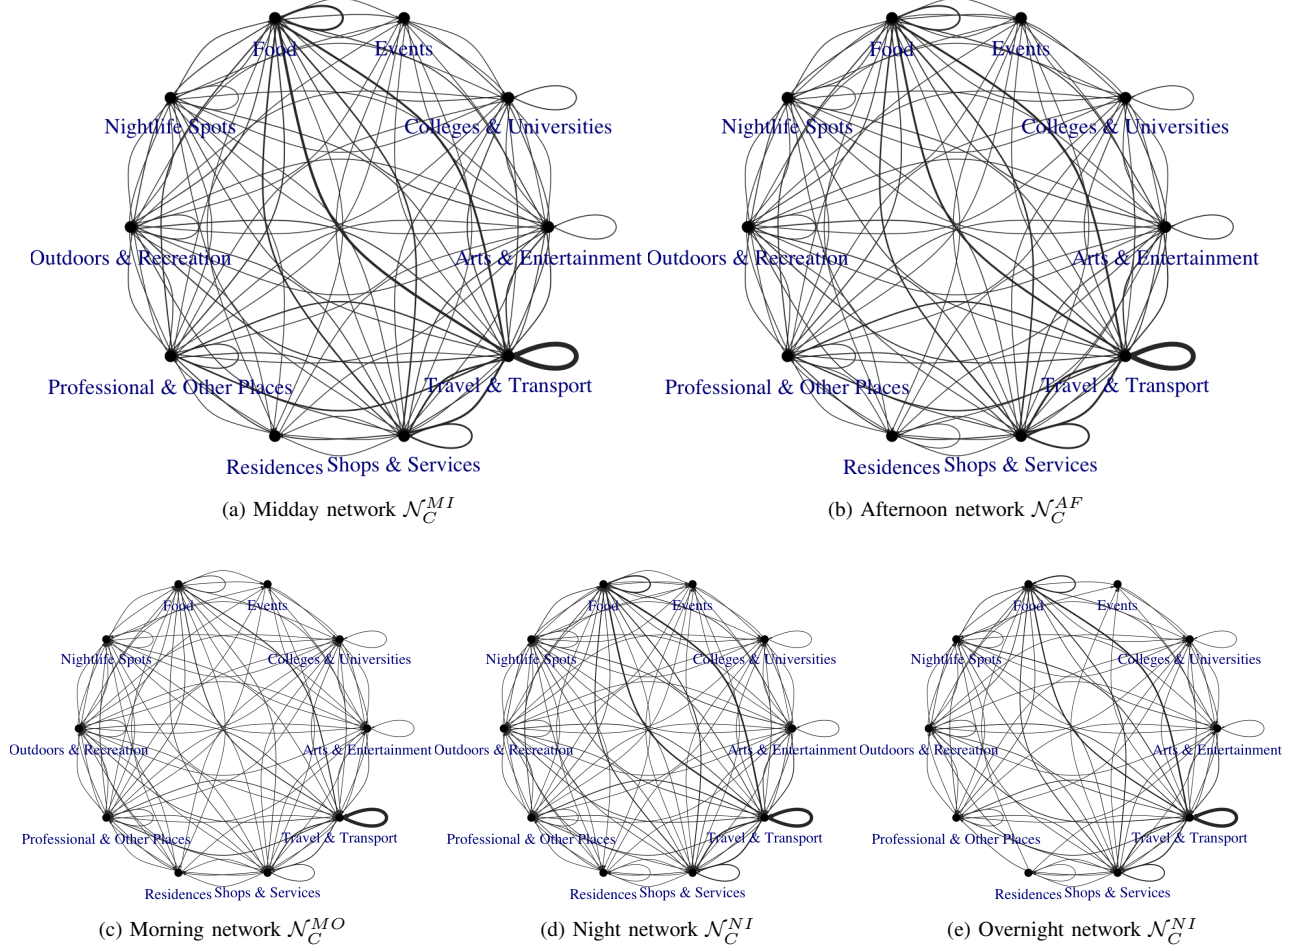 Food Events
Nightlife Spots Colleges & Universities
Outdoors & Recreation Arts & Entertainment
Professional & Other Places Travel & Transport
Residences Shops & Services
(a) Midday network 𝒩_C^{MI}
Food Events
Nightlife Spots Colleges & Universities
Outdoors & Recreation Arts & Entertainment
Professional & Other Places Travel & Transport
Residences Shops & Services
(b) Afternoon network 𝒩_C^{AF}
Food Events
Nightlife Spots Colleges & Universities
Outdoors & Recreation Arts & Entertainment
Professional & Other Places Travel & Transport
Residences Shops & Services
(c) Morning network 𝒩_C^{MO}
Food Events
Nightlife Spots Colleges & Universities
Outdoors & Recreation Arts & Entertainment
Professional & Other Places Travel & Transport
Residences Shops & Services
(d) Night network 𝒩_C^{NI}
Food Events
Nightlife Spots Colleges & Universities
Outdoors & Recreation Arts & Entertainment
Professional & Other Places Travel & Transport
Residences Shops & Services
(e) Overnight network 𝒩_C^{NI}